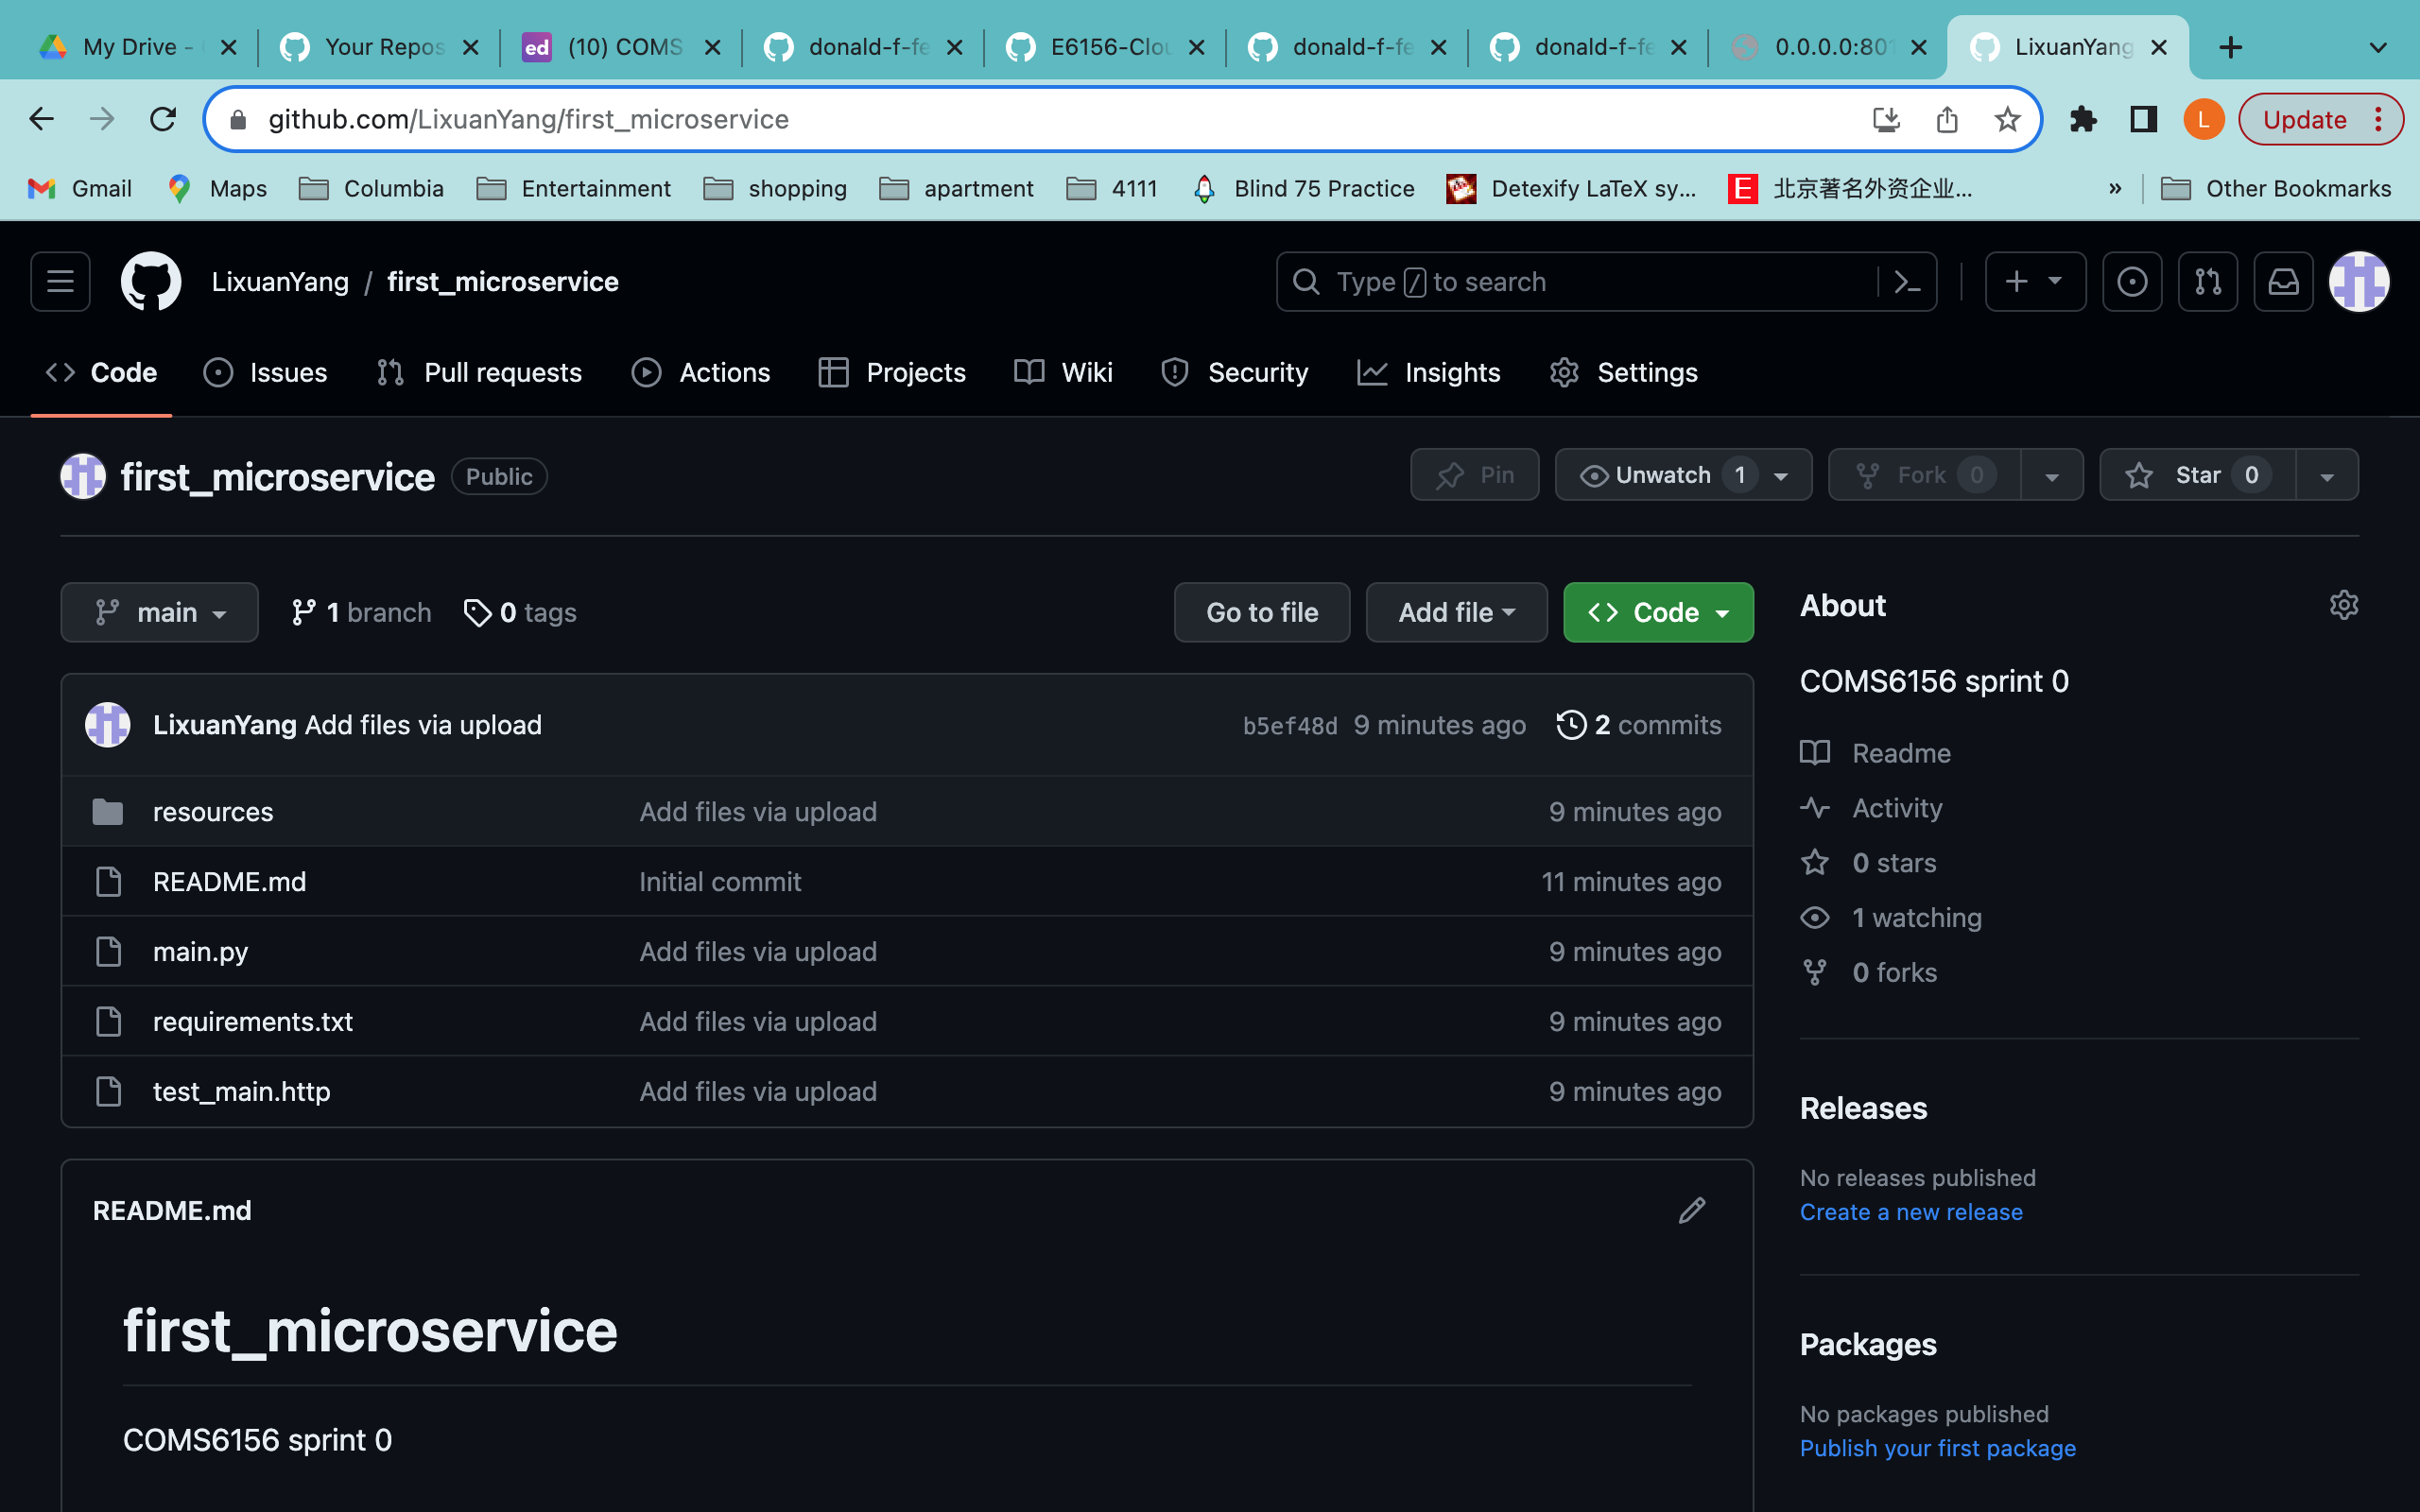 My Drive -
Your Repos
ed (10) COMS
donald-f-fe
E6156-Clou
donald-f-fe
donald-f-fe
0.0.0.0:801
LixuanYang
github.com/LixuanYang/first_microservice
L
Update
Gmail Maps Columbia Entertainment shopping apartment 4111 Blind 75 Practice Detexify LaTeX sy... E 北京著名外资企业... » Other Bookmarks
LixuanYang / first_microservice
Type / to search
Code Issues Pull requests Actions Projects Wiki Security Insights Settings
first_microservice Public
Pin Unwatch 1 Fork 0 Star 0
main 1 branch 0 tags
Go to file Add file Code
LixuanYang Add files via upload b5ef48d 9 minutes ago 2 commits
resources Add files via upload 9 minutes ago
README.md Initial commit 11 minutes ago
main.py Add files via upload 9 minutes ago
requirements.txt Add files via upload 9 minutes ago
test_main.http Add files via upload 9 minutes ago
README.md
first_microservice
COMS6156 sprint 0
About
COMS6156 sprint 0
Readme
Activity
0 stars
1 watching
0 forks
Releases
No releases published
Create a new release
Packages
No packages published
Publish your first package